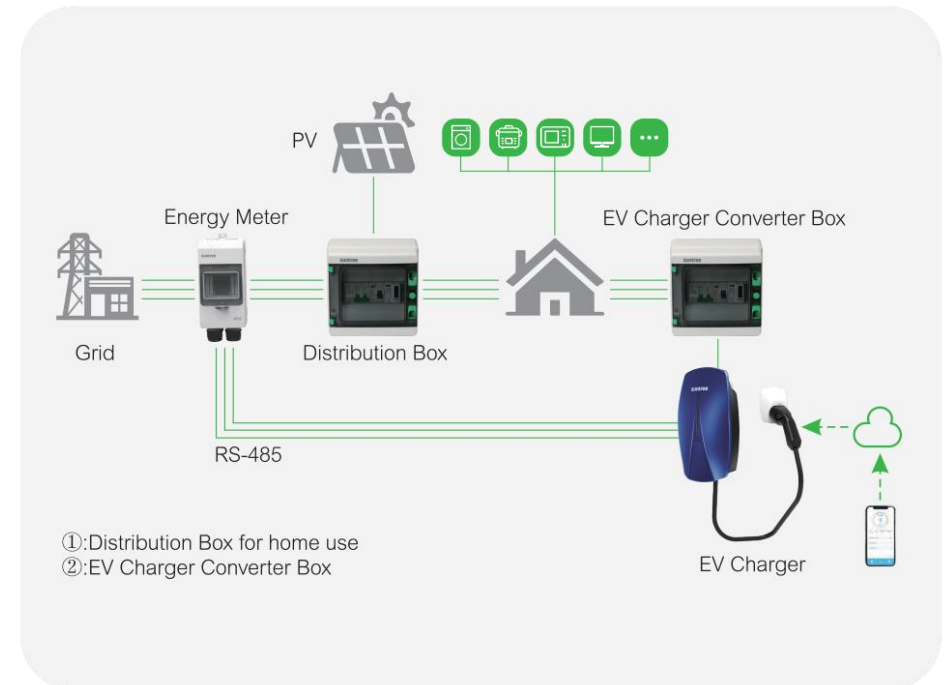 PV
Energy Meter
EV Charger Converter Box
Grid
Distribution Box
RS-485
①:Distribution Box for home use
②:EV Charger Converter Box
EV Charger